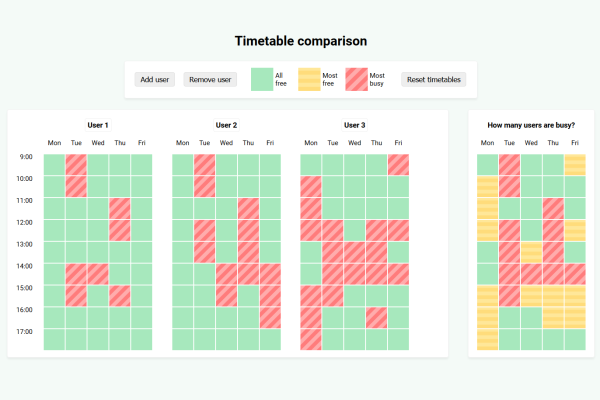 Timetable comparison
Add user
Remove user
All free
Most free
Most busy
Reset timetables
User 1
User 2
User 3
How many users are busy?
Mon Tue Wed Thu Fri
Mon Tue Wed Thu Fri
Mon Tue Wed Thu Fri
Mon Tue Wed Thu Fri
9:00
10:00
11:00
12:00
13:00
14:00
15:00
16:00
17:00